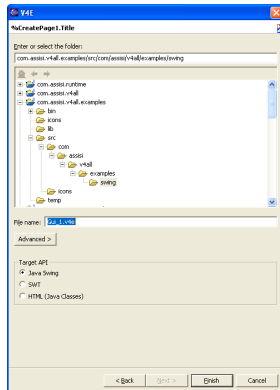 V4E
%CreatePage1.Title
Enter or select the folder:
com.assisi.v4all.examples/src/com/assisi/v4all/examples/swing
com.assisi.runtime
com.assisi.v4all
com.assisi.v4all.examples
bin
icons
lib
src
com
assisi
v4all
examples
swing
icons
temp
File name: Gui_1.v4e
Advanced >
Target API
Java Swing
SWT
HTML (Java Classes)
< Back Next > Finish Cancel